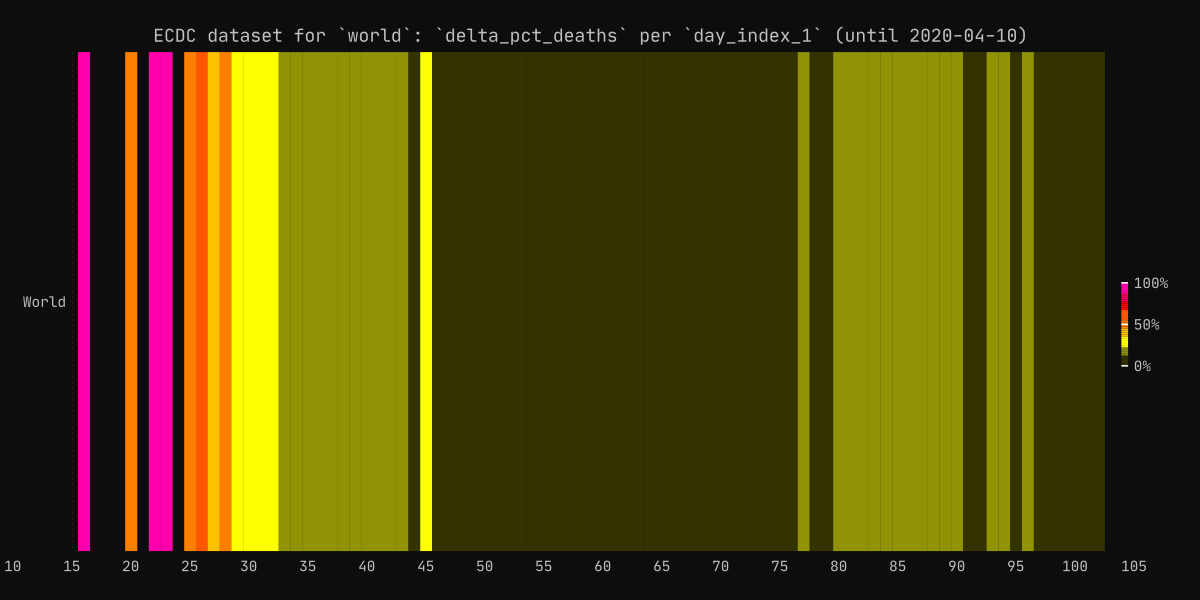 ECDC dataset for `world`: `delta_pct_deaths` per `day_index_1` (until 2020-04-10)
World
100%
50%
0%
10 15 20 25 30 35 40 45 50 55 60 65 70 75 80 85 90 95 100 105